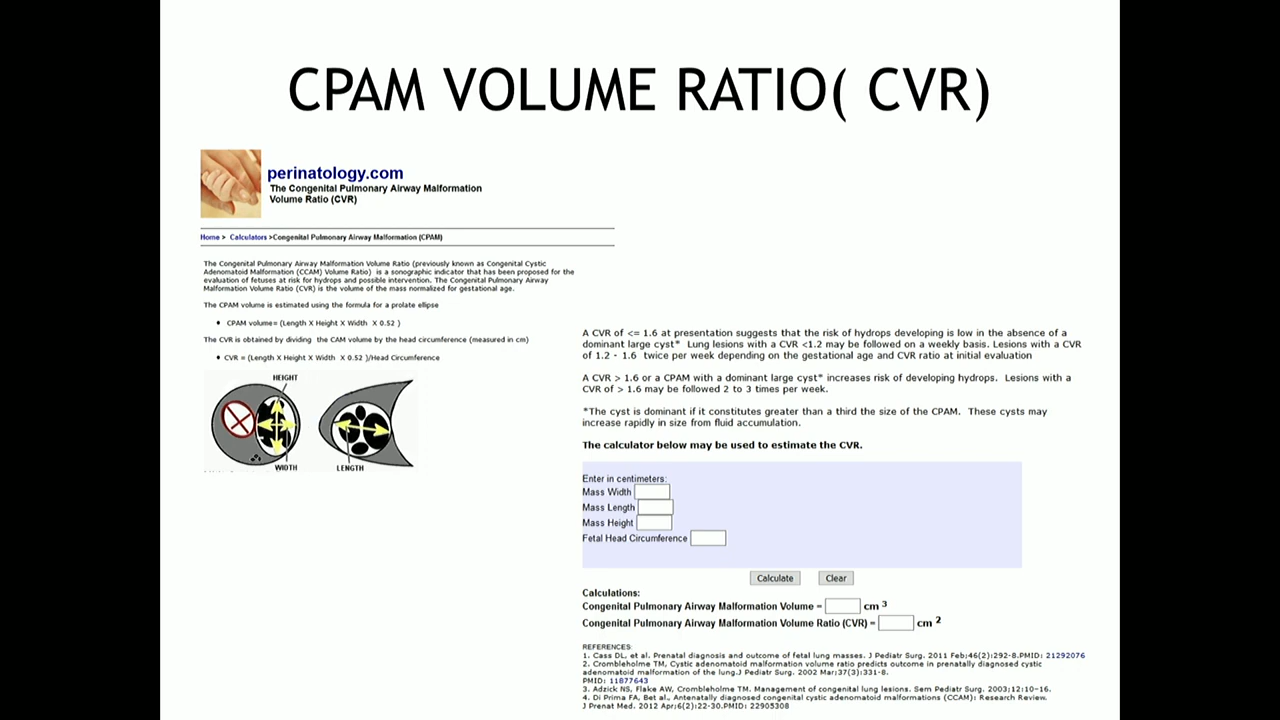 CPAM VOLUME RATIO( CVR)
perinatology.com
The Congenital Pulmonary Airway Malformation
Volume Ratio (CVR)
Home > Calculators >Congenital Pulmonary Airway Malformation (CPAM)
The Congenital Pulmonary Airway Malformation Volume Ratio (previously known as Congenital Cystic
Adenomatoid Malformation (CCAM) Volume Ratio) is a sonographic indicator that has been proposed for the
evaluation of fetuses at risk for hydrops and possible intervention. The Congenital Pulmonary Airway
Malformation Volume Ratio (CVR) is the volume of the mass normalized for gestational age.
The CPAM volume is estimated using the formula for a prolate ellipse
• CPAM volume= (Length X Height X Width X 0.52 )
The CVR is obtained by dividing the CAM volume by the head circumference (measured in cm)
• CVR = (Length X Height X Width X 0.52 )/Head Circumference
HEIGHT
WIDTH
LENGTH
A CVR of <= 1.6 at presentation suggests that the risk of hydrops developing is low in the absence of a
dominant large cyst* Lung lesions with a CVR <1.2 may be followed on a weekly basis. Lesions with a CVR
of 1.2 - 1.6 twice per week depending on the gestational age and CVR ratio at initial evaluation
A CVR > 1.6 or a CPAM with a dominant large cyst* increases risk of developing hydrops. Lesions with a
CVR of > 1.6 may be followed 2 to 3 times per week.
*The cyst is dominant if it constitutes greater than a third the size of the CPAM. These cysts may
increase rapidly in size from fluid accumulation.
The calculator below may be used to estimate the CVR.
Enter in centimeters:
Mass Width
Mass Length
Mass Height
Fetal Head Circumference
Calculate Clear
Calculations:
Congenital Pulmonary Airway Malformation Volume = cm 3
Congenital Pulmonary Airway Malformation Volume Ratio (CVR) = cm 2
REFERENCES:
1. Cass DL, et al. Prenatal diagnosis and outcome of fetal lung masses. J Pediatr Surg. 2011 Feb;46(2):292-8.PMID: 21292076
2. Crombleholme TM, Cystic adenomatoid malformation volume ratio predicts outcome in prenatally diagnosed cystic
adenomatoid malformation of the lung.J Pediatr Surg. 2002 Mar;37(3):331-8.
PMID: 11877643
3. Adzick NS, Flake AW, Crombleholme TM. Management of congenital lung lesions. Sem Pediatr Surg. 2003;12:10-16.
4. Di Prima FA, Bet al., Antenatally diagnosed congenital cystic adenomatoid malformations (CCAM): Research Review.
J Prenat Med. 2012 Apr;6(2):22-30.PMID: 22905308